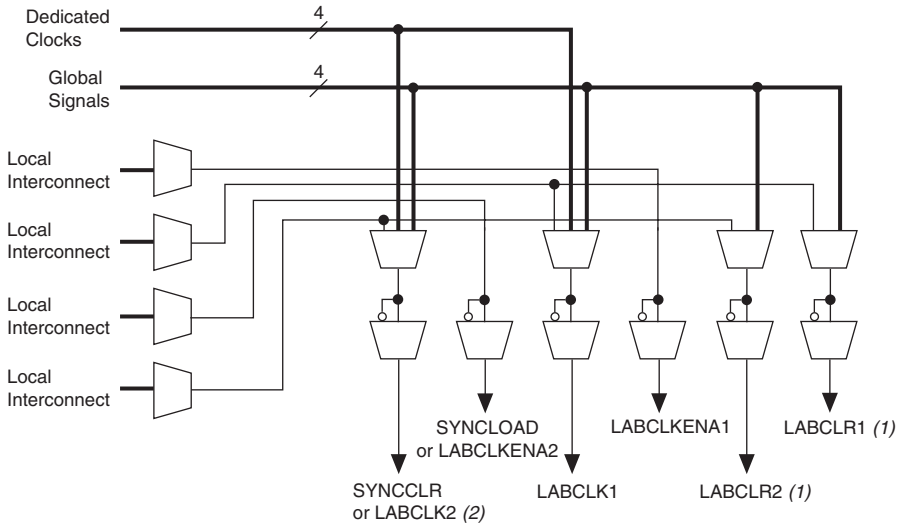 Dedicated
Clocks
4
Global
Signals
4
Local
Interconnect
Local
Interconnect
Local
Interconnect
Local
Interconnect
SYNCLOAD
or LABCLKENA2
LABCLKENA1
LABCLR1 (1)
SYNCCLR
or LABCLK2 (2)
LABCLK1
LABCLR2 (1)